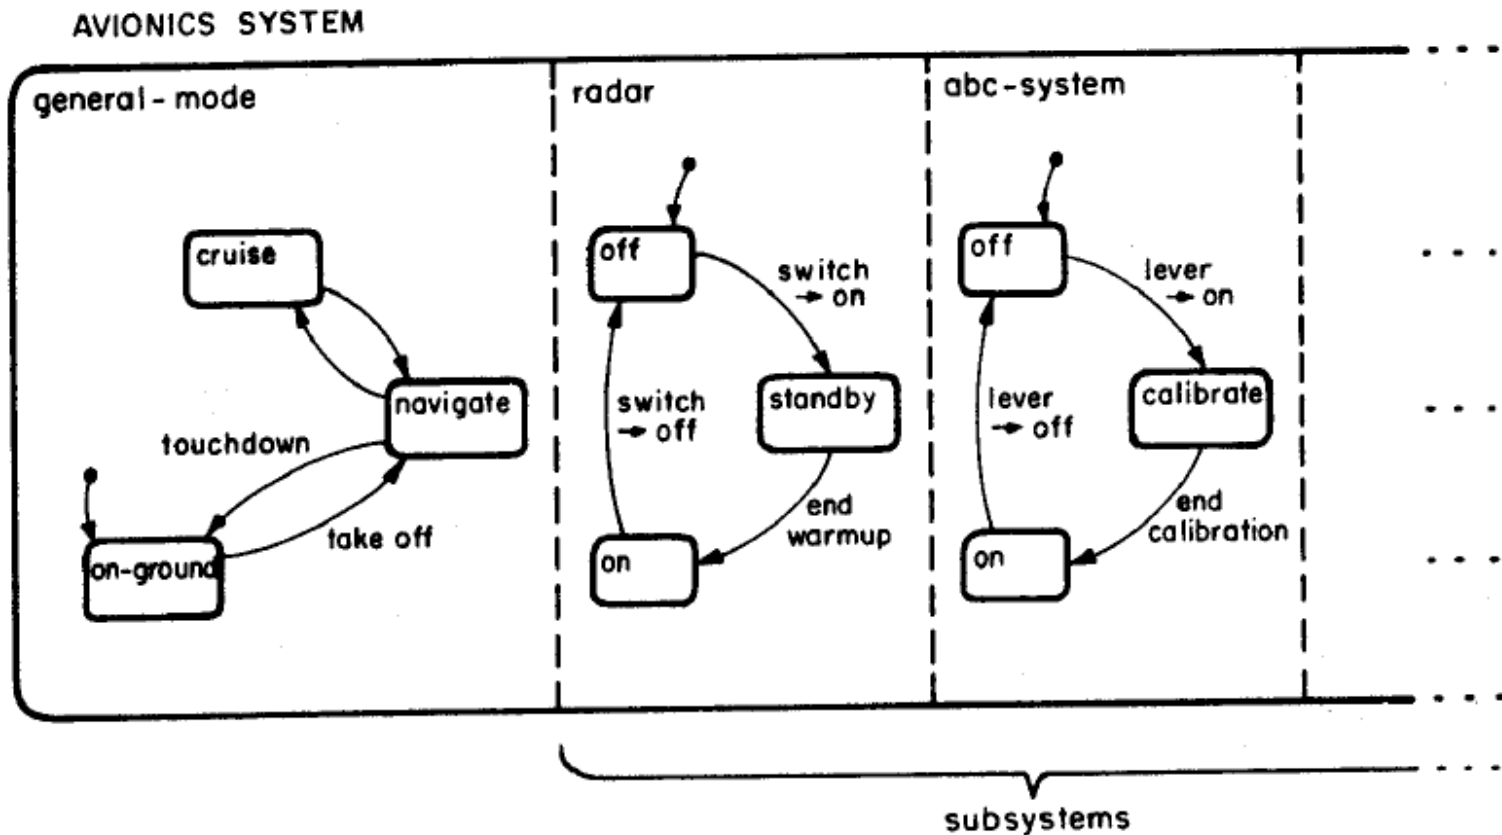 AVIONICS SYSTEM
general-mode
cruise
navigate
touchdown
take off
on-ground
radar
off
switch
→ on
standby
switch
→ off
end
warmup
on
abc-system
off
lever
→ on
calibrate
lever
→ off
end
calibration
on
subsystems